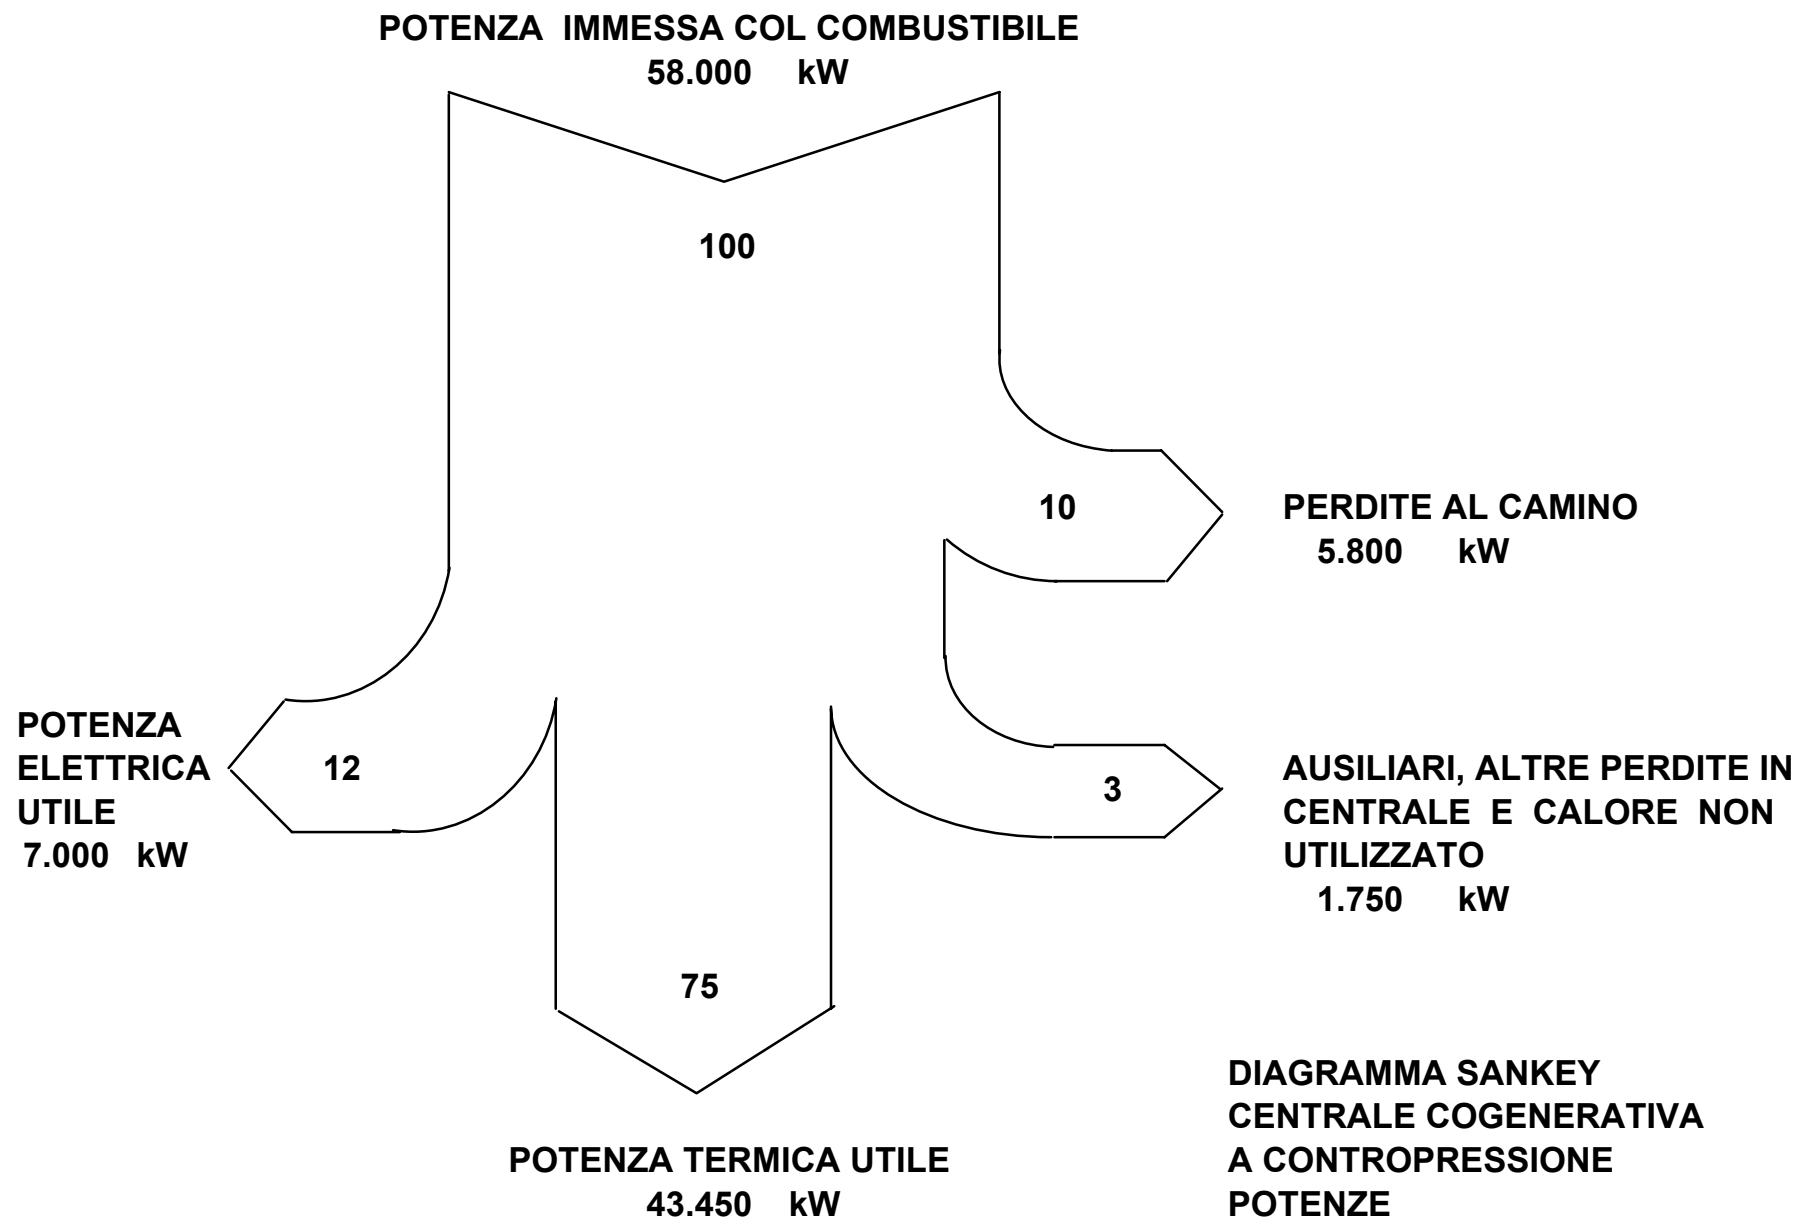 POTENZA IMMESSA COL COMBUSTIBILE
58.000 kW
100
10
PERDITE AL CAMINO
5.800 kW
POTENZA
ELETTRICA
UTILE
7.000 kW
12
3
AUSILIARI, ALTRE PERDITE IN
CENTRALE E CALORE NON
UTILIZZATO
1.750 kW
75
POTENZA TERMICA UTILE
43.450 kW
DIAGRAMMA SANKEY
CENTRALE COGENERATIVA
A CONTROPRESSIONE
POTENZE